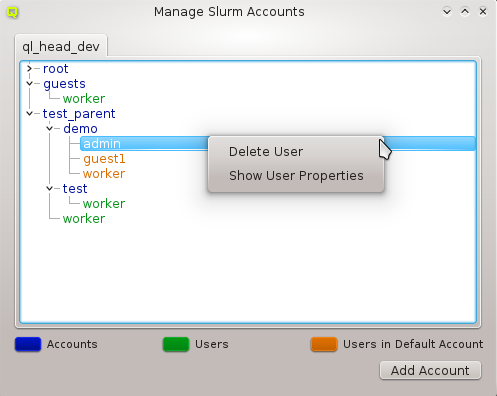 Manage Slurm Accounts
ql_head_dev
root
guests
worker
test_parent
demo
admin
guest1
worker
test
worker
worker
Delete User
Show User Properties
Accounts
Users
Users in Default Account
Add Account